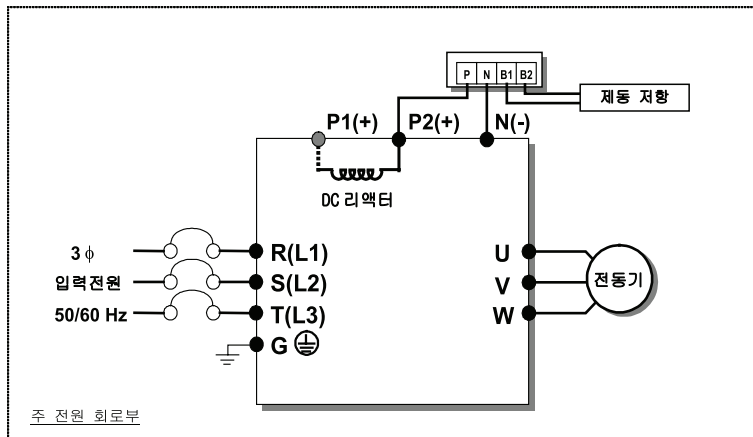 P N B1 B2
제동 저항
P1(+) P2(+) N(-)
DC 리액터
3 ϕ
입력전원
50/60 Hz
R(L1)
S(L2)
T(L3)
G
U
V
W
전동기
주 전원 회로부